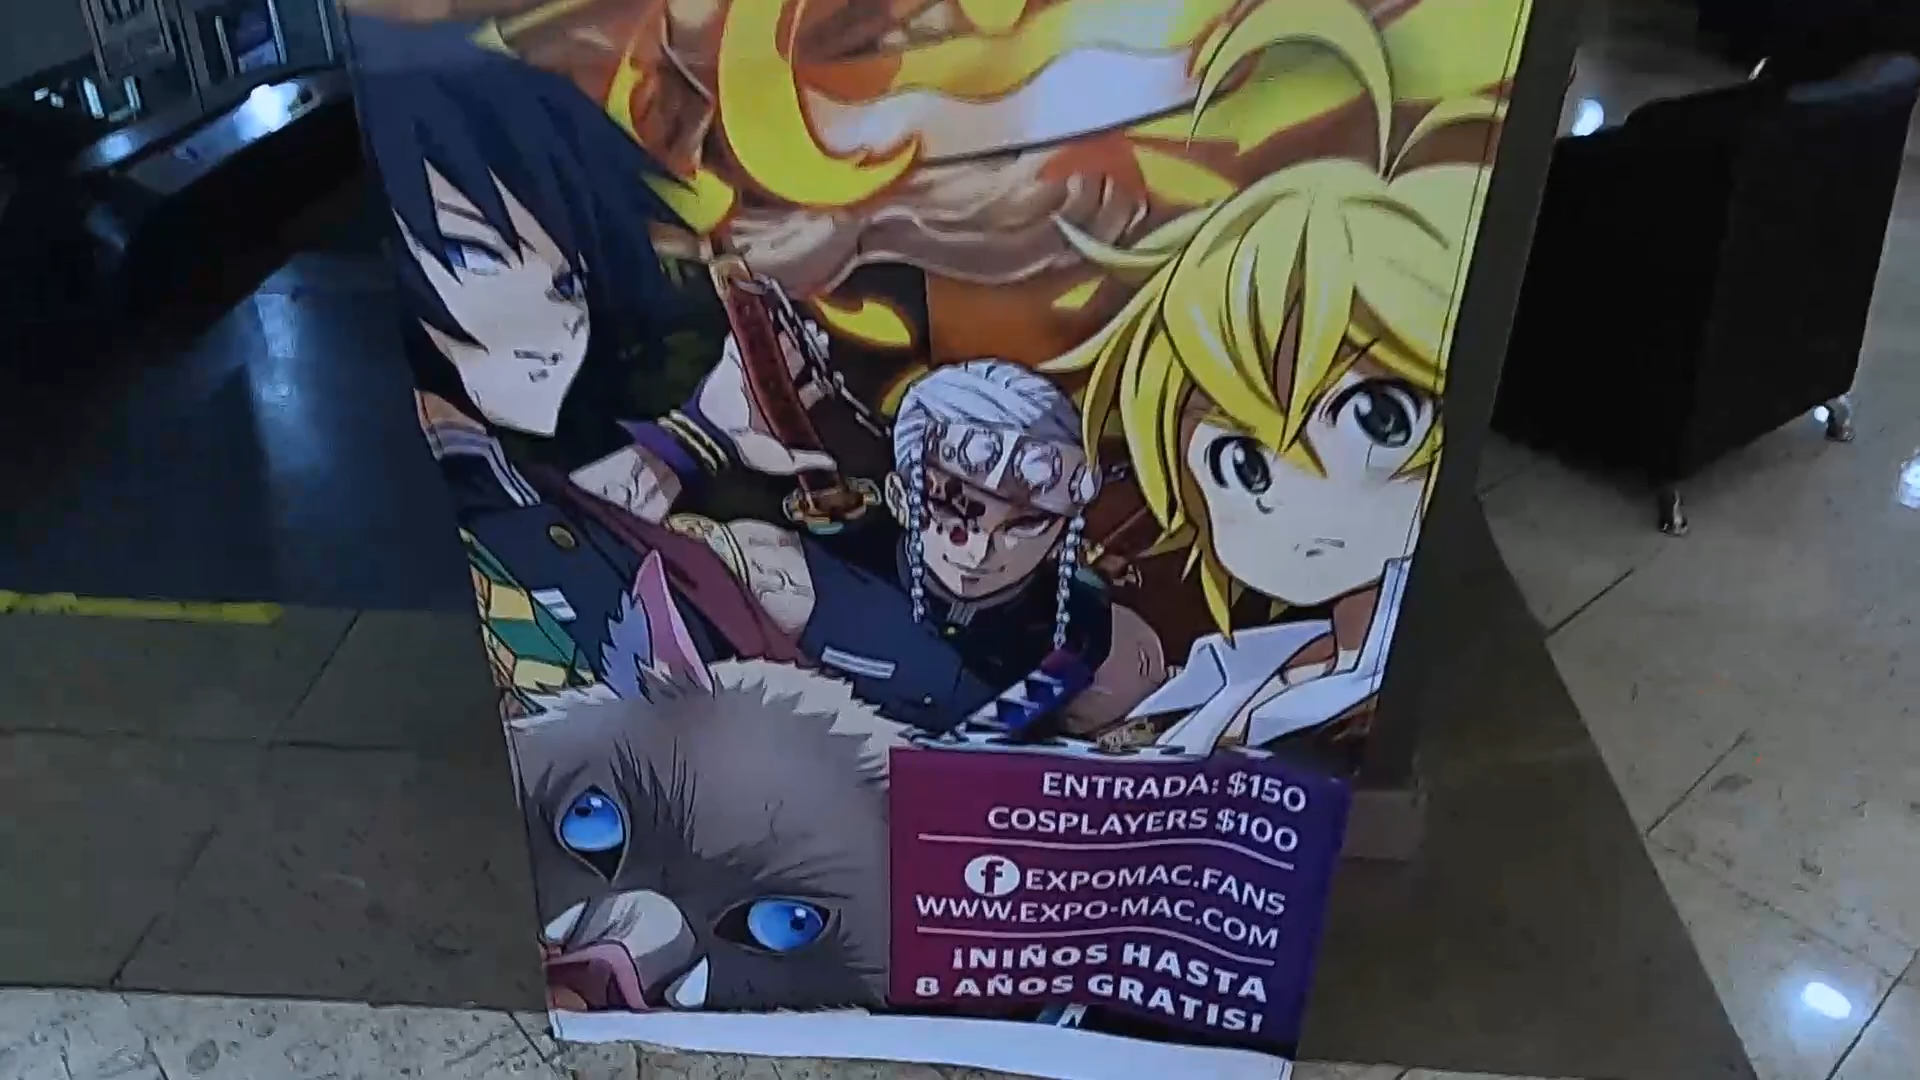 ENTRADA: $150
COSPLAYERS $100
EXPOMAC.FANS
WWW.EXPO-MAC.COM
¡NIÑOS HASTA
8 AÑOS GRATIS!